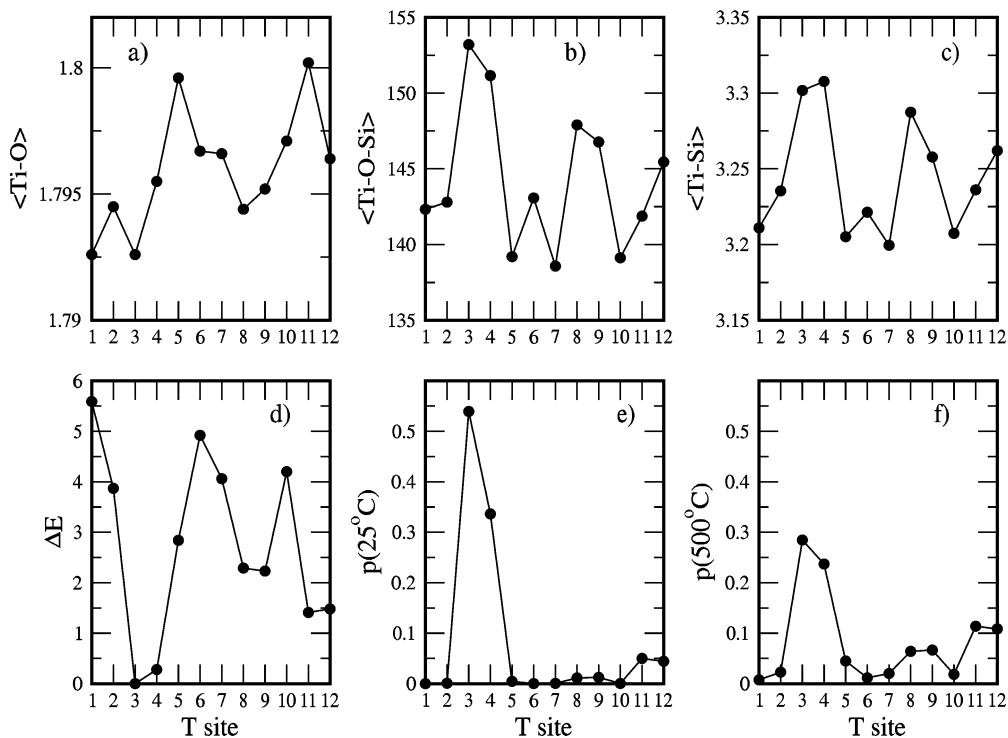 a)
<Ti-O>
1.8
1.795
1.79
1 2 3 4 5 6 7 8 9 10 11 12
b)
<Ti-O-Si>
155
150
145
140
135
1 2 3 4 5 6 7 8 9 10 11 12
c)
<Ti-Si>
3.35
3.3
3.25
3.2
3.15
1 2 3 4 5 6 7 8 9 10 11 12
d)
ΔE
6
5
4
3
2
1
0
1 2 3 4 5 6 7 8 9 10 11 12
T site
e)
p(25°C)
0.5
0.4
0.3
0.2
0.1
0
1 2 3 4 5 6 7 8 9 10 11 12
T site
f)
p(500°C)
0.5
0.4
0.3
0.2
0.1
0
1 2 3 4 5 6 7 8 9 10 11 12
T site